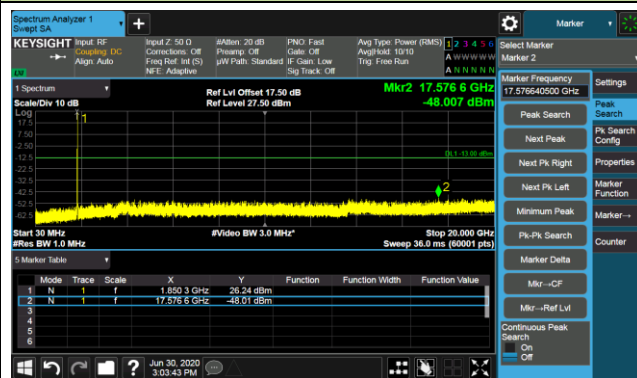 Spectrum Analyzer 1
Swept SA
+
KEYSIGHT
Input: RF
Coupling: DC
Align: Auto
Input Z: 50 Ω
Corrections: Off
Freq Ref: Int (S)
NFE: Adaptive
#Atten: 20 dB
Preamp: Off
µW Path: Standard
PNO: Fast
Gate: Off
IF Gain: Low
Sig Track: Off
Avg Type: Power (RMS)
Avg|Hold: 10/10
Trig: Free Run
1 2 3 4 5 6
A W W W W W
A N N N N N
1 Spectrum
Scale/Div 10 dB
Ref Lvl Offset 17.50 dB
Ref Level 27.50 dBm
Mkr2 17.576 6 GHz
-48.007 dBm
Log
17.5
7.50
-2.50
-12.5
-22.5
-32.5
-42.5
-52.5
-62.5
1
DL1 -13.00 dBm
2
Start 30 MHz
#Res BW 1.0 MHz
#Video BW 3.0 MHz*
Stop 20.000 GHz
Sweep 36.0 ms (60001 pts)
5 Marker Table
Mode Trace Scale X Y Function Function Width Function Value
1 N 1 f 1.850 3 GHz 26.24 dBm
2 N 1 f 17.576 6 GHz -48.01 dBm
3
4
5
6
?
Jun 30, 2020
3:03:43 PM
Marker
Select Marker
Marker 2
Marker Frequency
17.576640500 GHz
Peak Search
Next Peak
Next Pk Right
Next Pk Left
Minimum Peak
Pk-Pk Search
Marker Delta
Mkr→CF
Mkr→Ref Lvl
Continuous Peak
Search
On
Off
Settings
Peak
Search
Pk Search
Config
Properties
Marker
Function
Marker→
Counter